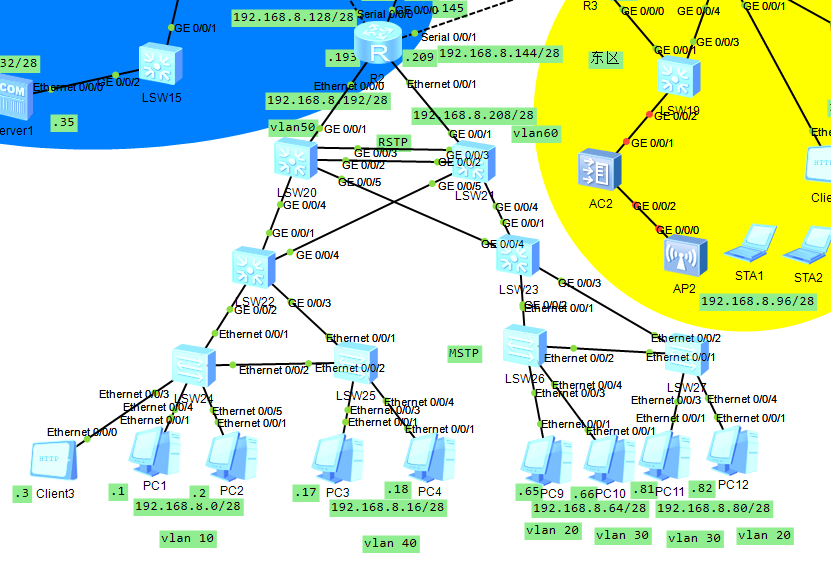 192.168.8.128/28
Serial 0/0/0
GE 0/0/0
145
R3
GE 0/0/0
GE 0/0/4
GE 0/0/1
Serial 0/0/1
GE 0/0/1
GE 0/0/3
32/28
.193
R
R2
.209
192.168.8.144/28
东区
GE 0/0/2
LSW15
Ethernet 0/0/0
Ethernet 0/0/0
Ethernet 0/0/1
LSW19
COM
erver1
.35
192.168.8.192/28
192.168.8.208/28
GE 0/0/2
vlan50
GE 0/0/1
RSTP
GE 0/0/1
vlan60
Ethe
GE 0/0/1
GE 0/0/3
GE 0/0/3
GE 0/0/2
GE 0/0/2
GE 0/0/5
GE 0/0/5
LSW20
LSW21
AC2
Clie
GE 0/0/4
GE 0/0/4
GE 0/0/2
GE 0/0/1
GE 0/0/1
GE 0/0/0
GE 0/0/4
GE 0/0/4
STA1
STA2
LSW22
LSW23
AP2
GE 0/0/3
GE 0/0/3
192.168.8.96/28
GE 0/0/2
GE 0/0/2
Ethernet 0/0/1
Ethernet 0/0/1
Ethernet 0/0/1
Ethernet 0/0/2
MSTP
Ethernet 0/0/2
Ethernet 0/0/2
Ethernet 0/0/2
Ethernet 0/0/1
LSW24
LSW25
LSW26
LSW27
Ethernet 0/0/3
Ethernet 0/0/4
Ethernet 0/0/1
Ethernet 0/0/5
Ethernet 0/0/1
Ethernet 0/0/3
Ethernet 0/0/1
Ethernet 0/0/4
Ethernet 0/0/1
Ethernet 0/0/4
Ethernet 0/0/3
Ethernet 0/0/1
Ethernet 0/0/1
Ethernet 0/0/3
Ethernet 0/0/4
Ethernet 0/0/1
Ethernet 0/0/1
Ethernet 0/0/0
HTTP
HTTP
.3
Client3
.1
PC1
.2
PC2
.17
PC3
.18
PC4
.65
PC9
.66
PC10
.81
PC11
.82
PC12
192.168.8.0/28
192.168.8.16/28
192.168.8.64/28
192.168.8.80/28
vlan 10
vlan 40
vlan 20
vlan 30
vlan 30
vlan 20